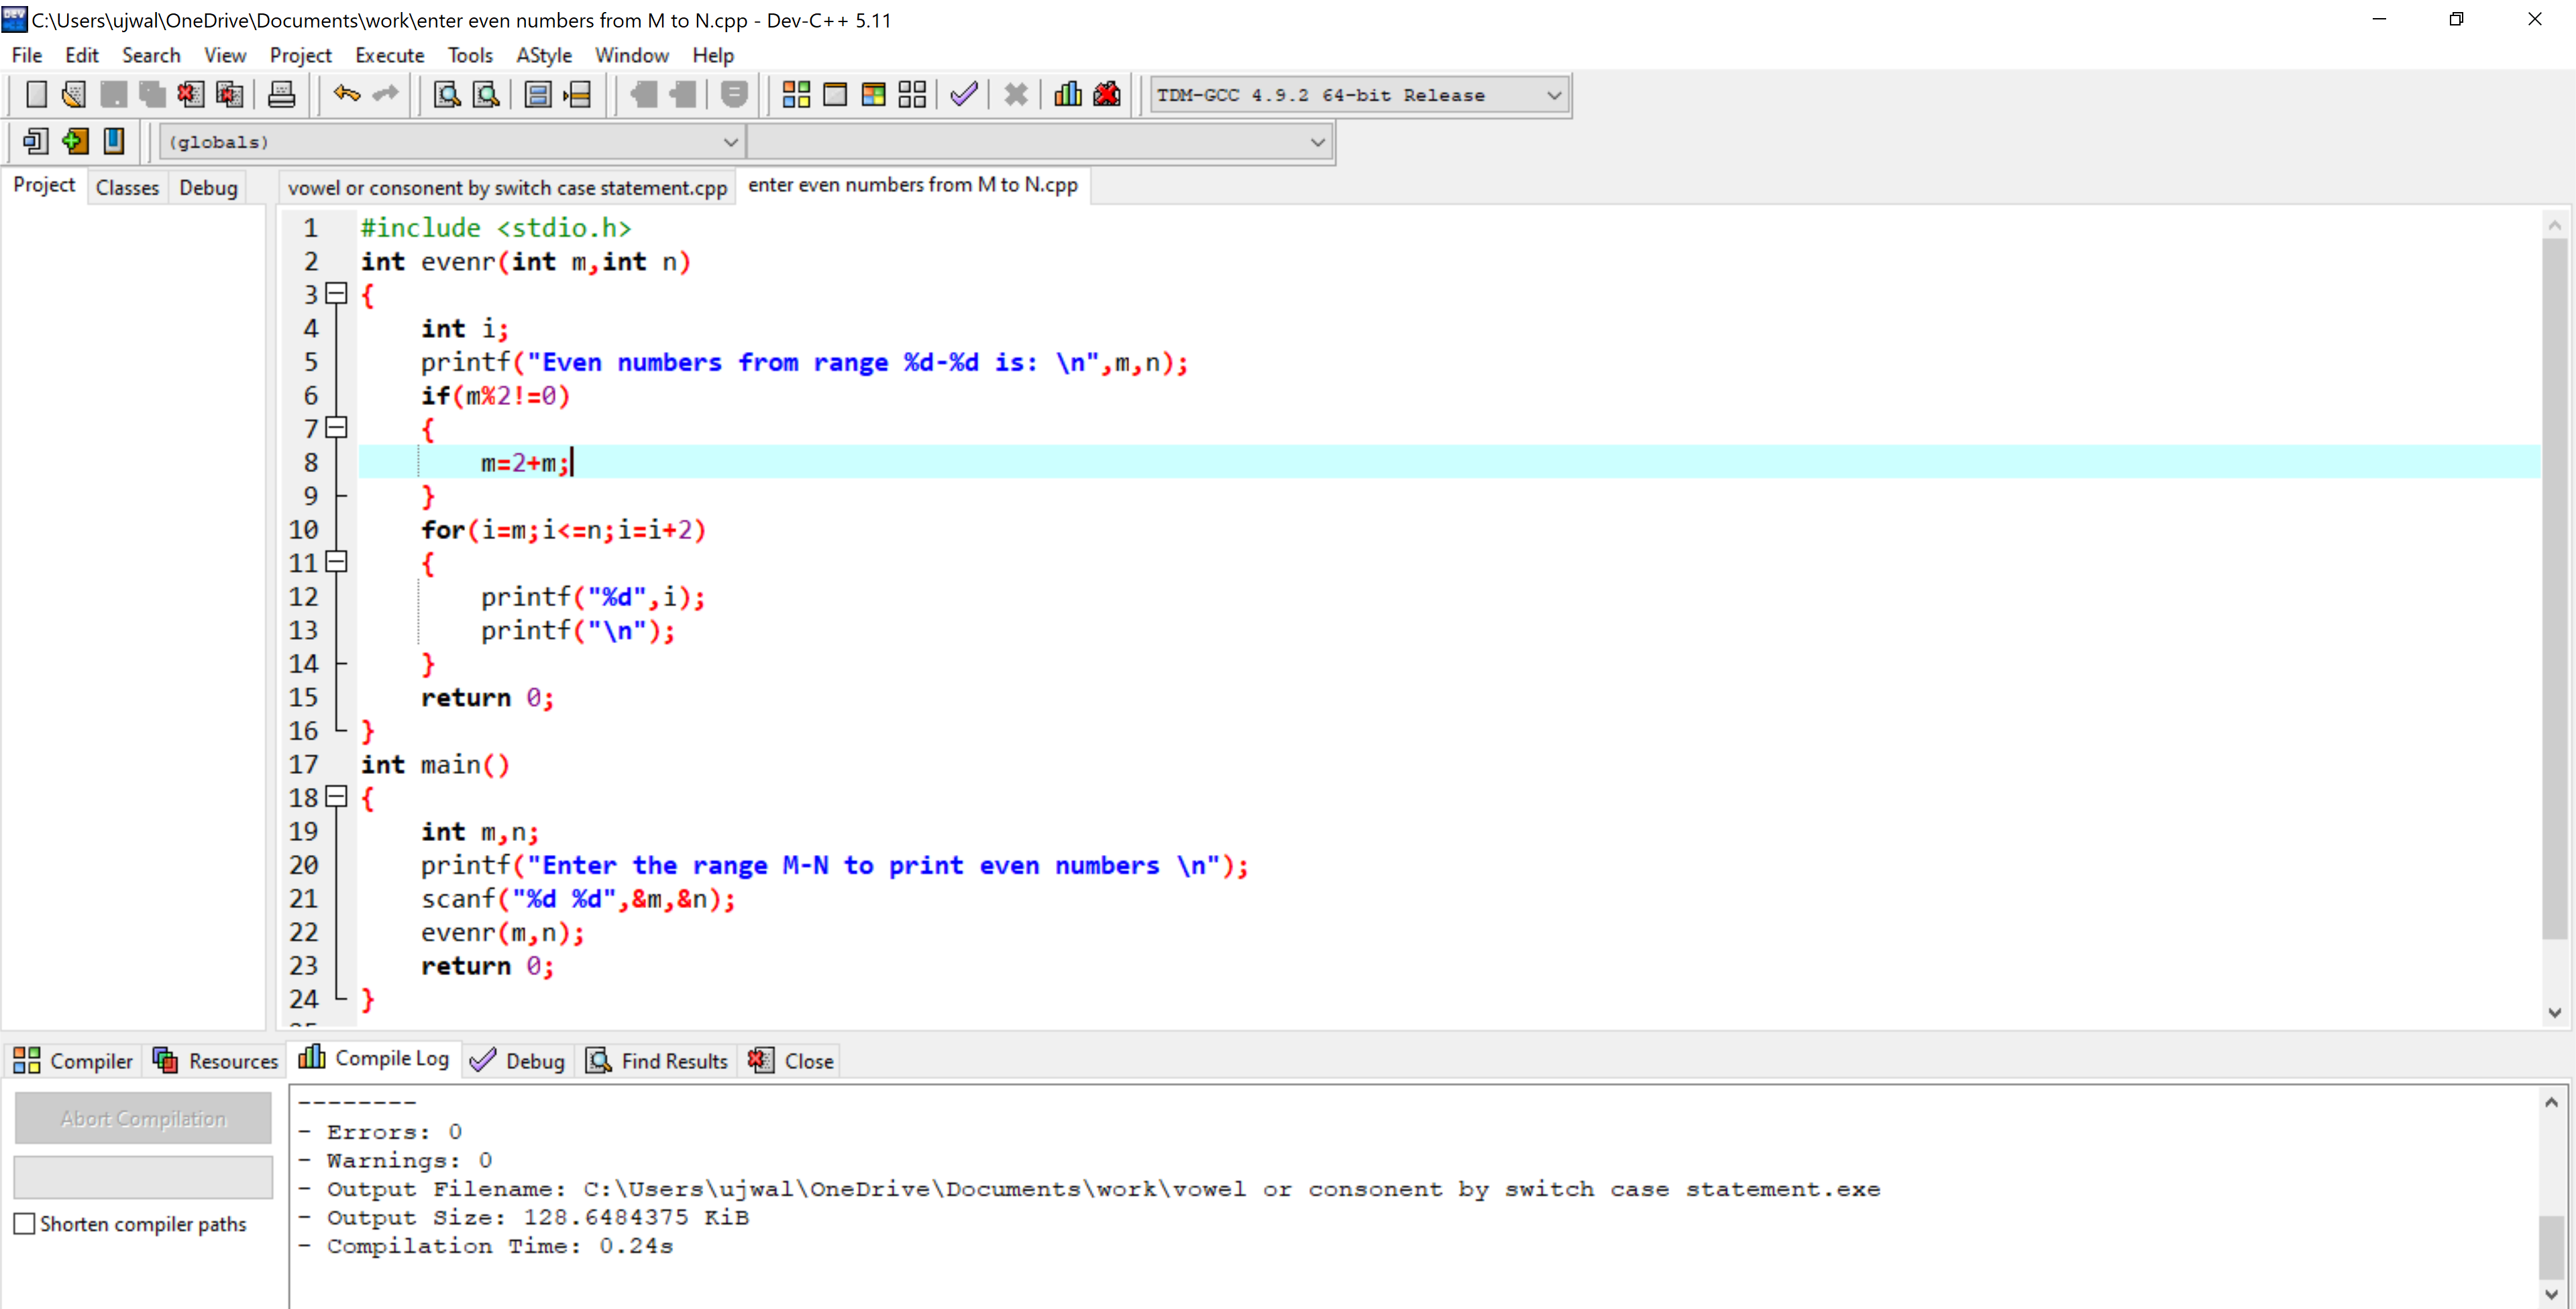 C:\Users\ujwal\OneDrive\Documents\work\enter even numbers from M to N.cpp - Dev-C++ 5.11
File Edit Search View Project Execute Tools AStyle Window Help
TDM-GCC 4.9.2 64-bit Release
(globals)
Project Classes Debug
vowel or consonent by switch case statement.cpp enter even numbers from M to N.cpp
1 #include <stdio.h>
2 int evenr(int m,int n)
3 {
4 int i;
5 printf("Even numbers from range %d-%d is: \n",m,n);
6 if(m%2!=0)
7 {
8 m=2+m;
9 }
10 for(i=m;i<=n;i=i+2)
11 {
12 printf("%d",i);
13 printf("\n");
14 }
15 return 0;
16 }
17 int main()
18 {
19 int m,n;
20 printf("Enter the range M-N to print even numbers \n");
21 scanf("%d %d",&m,&n);
22 evenr(m,n);
23 return 0;
24 }
Compiler Resources Compile Log Debug Find Results Close
Abort Compilation
Shorten compiler paths
--------
- Errors: 0
- Warnings: 0
- Output Filename: C:\Users\ujwal\OneDrive\Documents\work\vowel or consonent by switch case statement.exe
- Output Size: 128.6484375 KiB
- Compilation Time: 0.24s